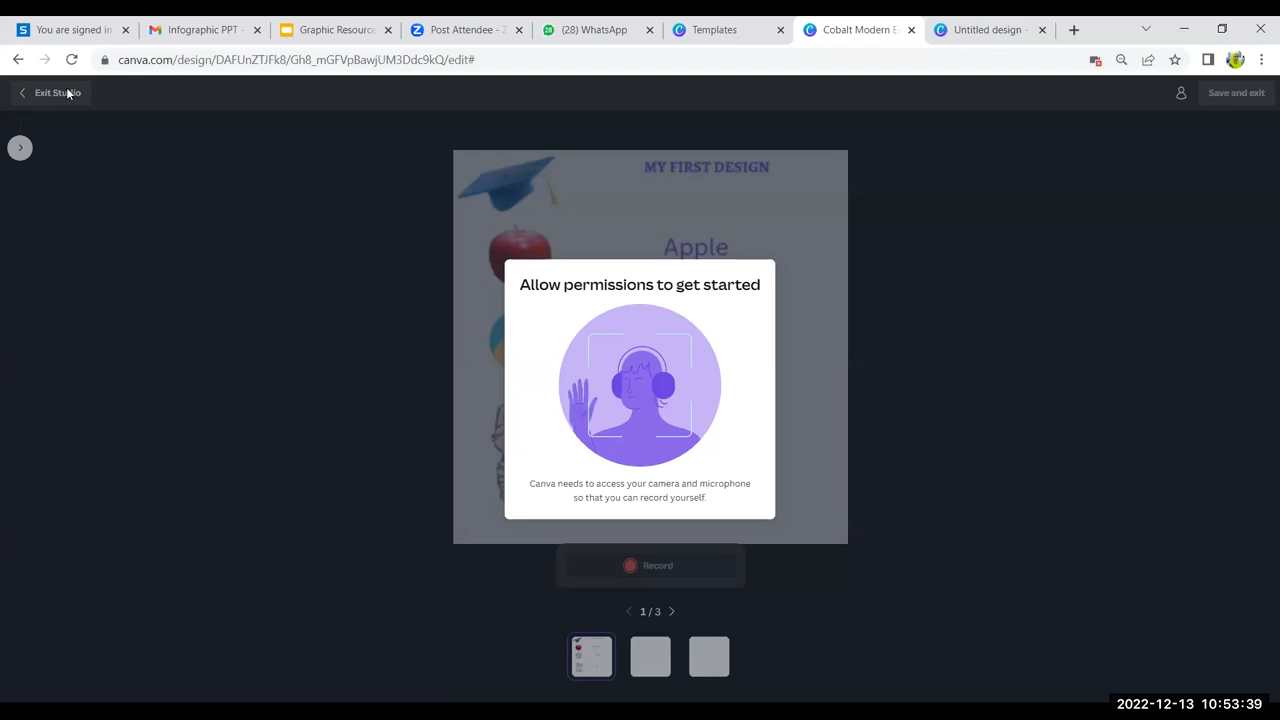 You are signed in
Infographic PPT
Graphic Resource
Post Attendee - Z
(28) WhatsApp
Templates
Cobalt Modern E
Untitled design -
canva.com/design/DAFUnZTJFk8/Gh8_mGFVpBawjUM3Ddc9kQ/edit#
Exit Studio
Save and exit
MY FIRST DESIGN
Apple
Allow permissions to get started
Canva needs to access your camera and microphone
so that you can record yourself.
Record
1 / 3
2022-12-13 10:53:39